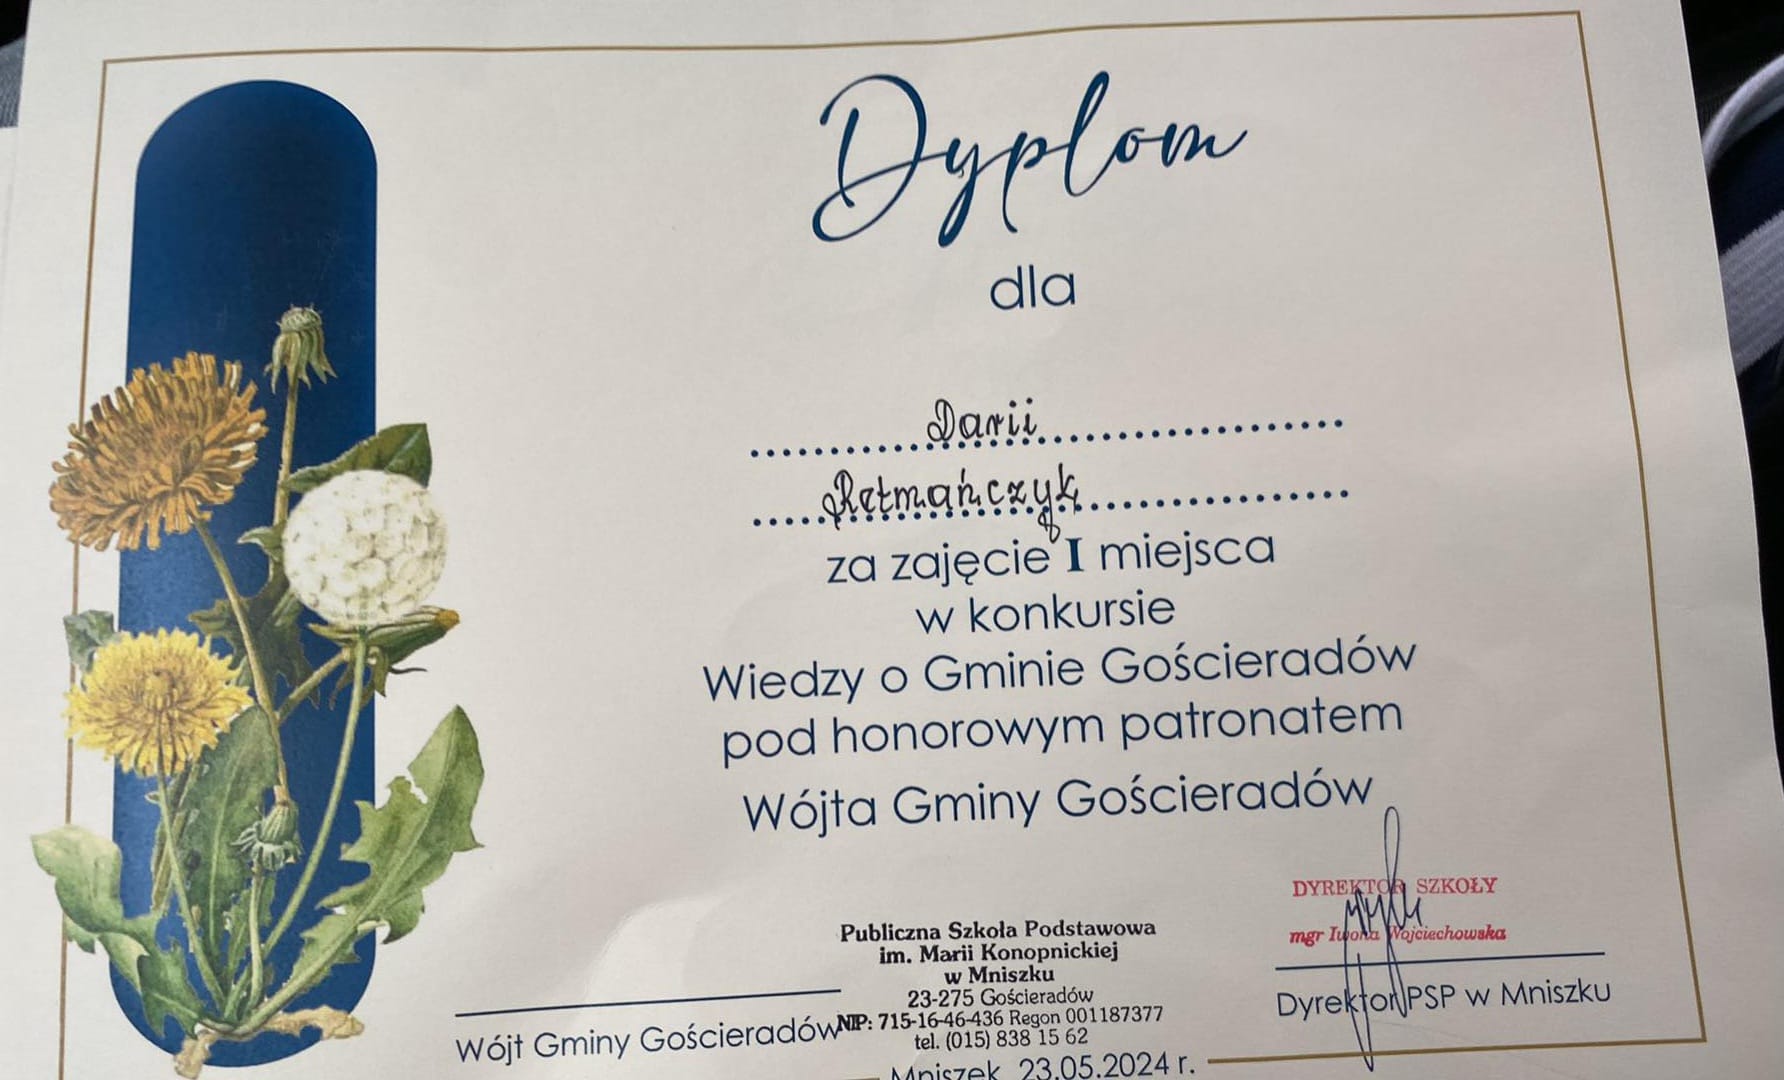 Dyplom
dla
Darii
Rętmańczyk
za zajęcie I miejsca
w konkursie
Wiedzy o Gminie Gościeradów
pod honorowym patronatem
Wójta Gminy Gościeradów
DYREKTOR SZKOŁY
mgr Iwona Wojciechowska
Dyrektor PSP w Mniszku
Publiczna Szkoła Podstawowa
im. Marii Konopnickiej
w Mniszku
23-275 Gościeradów
NIP: 715-16-46-436 Regon 001187377
tel. (015) 838 15 62
Wójt Gminy Gościeradów
Mniszek, 23.05.2024 r.